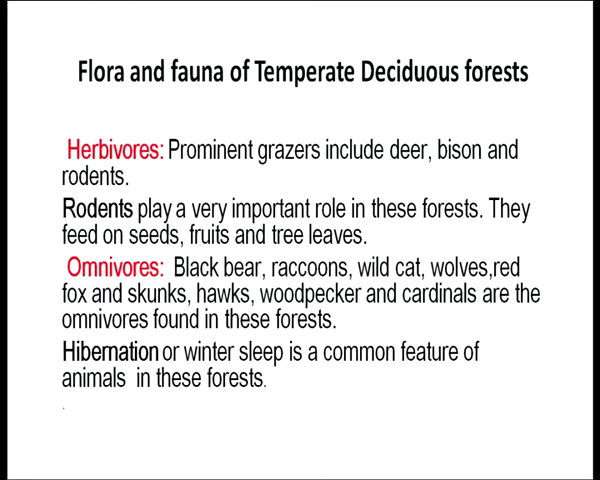 Flora and fauna of Temperate Deciduous forests
Herbivores: Prominent grazers include deer, bison and
rodents.
Rodents play a very important role in these forests. They
feed on seeds, fruits and tree leaves.
Omnivores: Black bear, raccoons, wild cat, wolves,red
fox and skunks, hawks, woodpecker and cardinals are the
omnivores found in these forests.
Hibernation or winter sleep is a common feature of
animals in these forests.
.